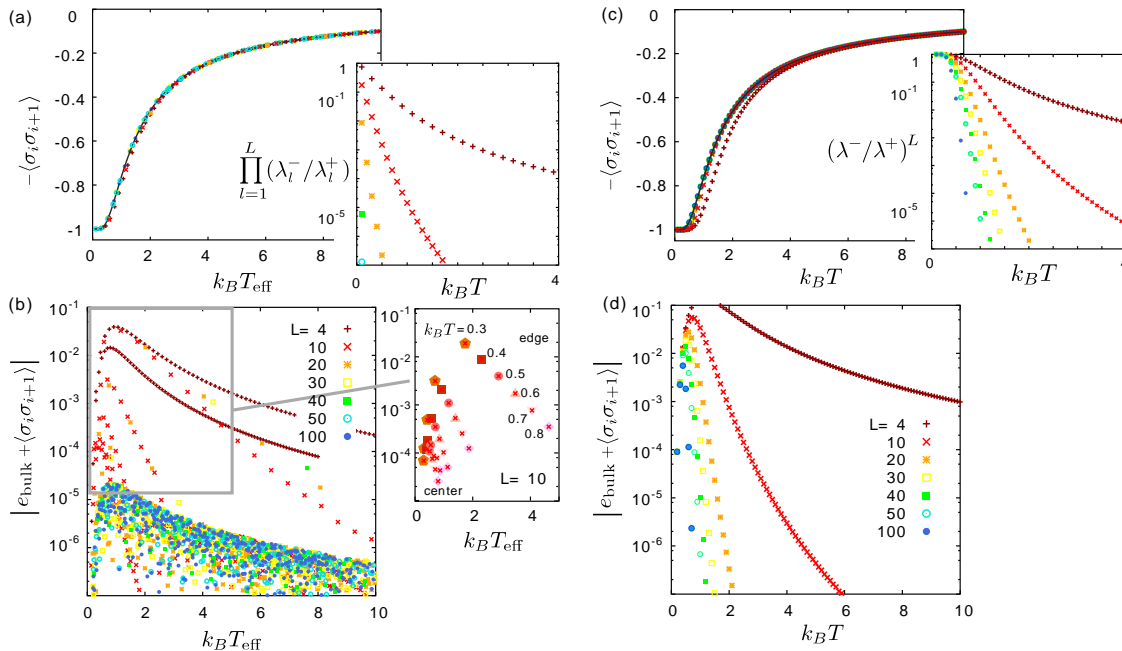 (a)
0
-0.2
-0.4
-0.6
-0.8
-1
−⟨σ_i σ_{i+1}⟩
0 2 4 6 8
k_B T_eff
∏_{l=1}^{L} (λ_l^-/λ_l^+)
1
10^{-1}
10^{-5}
k_B T
4
(c)
0
-0.2
-0.4
-0.6
-0.8
-1
−⟨σ_i σ_{i+1}⟩
0 2 4 6 8 10
k_B T
(λ^-/λ^+)^L
1
10^{-1}
10^{-5}
k_B T
(b)
10^{-1}
10^{-2}
10^{-3}
10^{-4}
10^{-5}
10^{-6}
|e_bulk + ⟨σ_i σ_{i+1}⟩|
L= 4
10
20
30
40
50
100
0 2 4 6 8 10
k_B T_eff
10^{-1}
10^{-2}
10^{-3}
10^{-4}
k_B T = 0.3
edge
0.4
0.5
0.6
0.7
0.8
center
L= 10
0 1 2 3 4 5
k_B T_eff
(d)
10^{-1}
10^{-2}
10^{-3}
10^{-4}
10^{-5}
10^{-6}
|e_bulk + ⟨σ_i σ_{i+1}⟩|
L= 4
10
20
30
40
50
100
0 2 4 6 8 10
k_B T